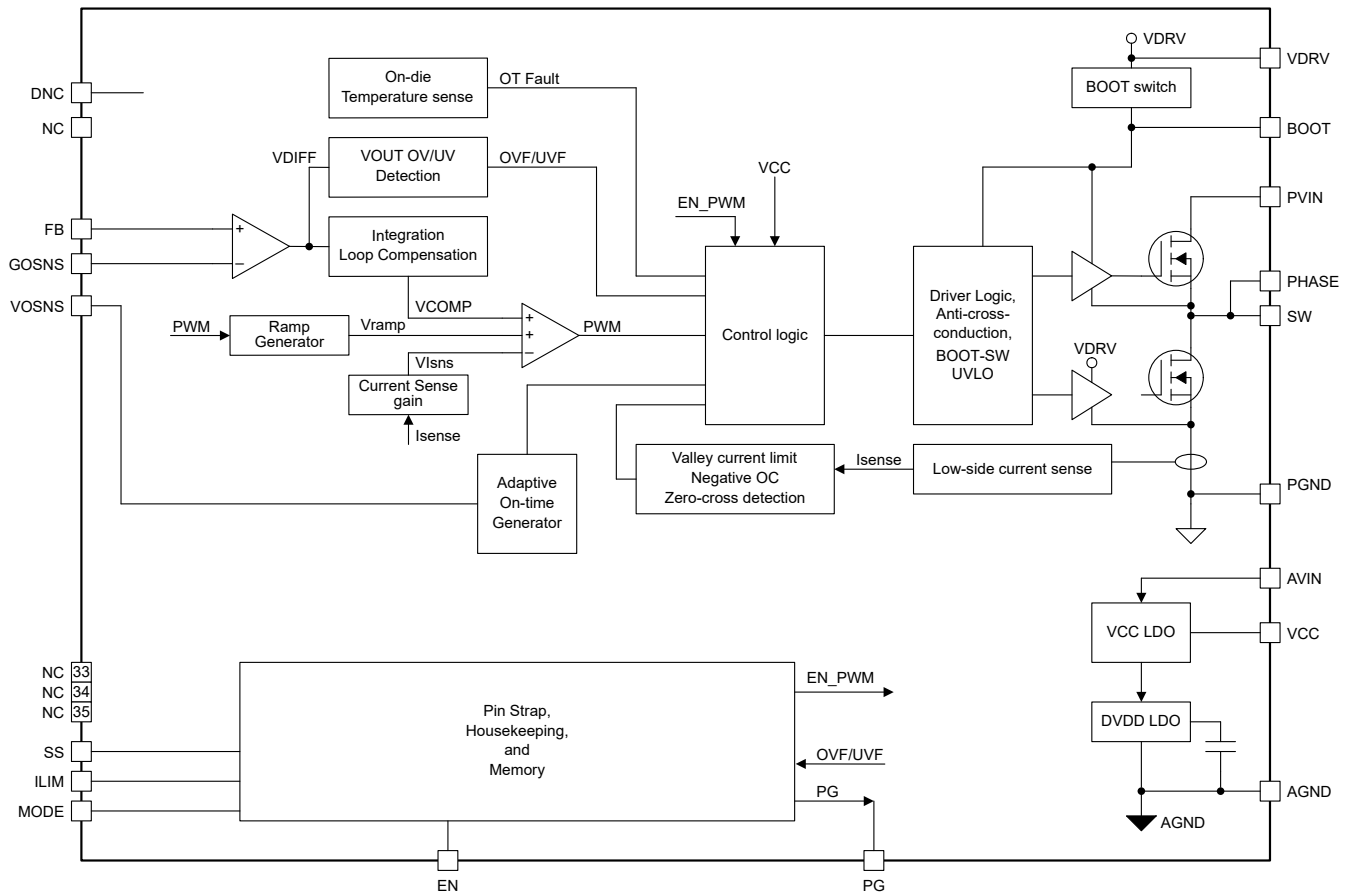 VDRV
VDRV
On-die
Temperature sense
OT Fault
BOOT switch
DNC
NC
BOOT
VDIFF
VOUT OV/UV
Detection
OVF/UVF
VCC
EN_PWM
PVIN
FB
+
–
GOSNS
Integration
Loop Compensation
VOSNS
VCOMP
PHASE
SW
PWM
Ramp
Generator
Vramp
+
+
–
PWM
Control logic
Driver Logic,
Anti-cross-
conduction,
BOOT-SW
UVLO
VDRV
VIsns
Current Sense
gain
Isense
Adaptive
On-time
Generator
Valley current limit
Negative OC
Zero-cross detection
Isense
Low-side current sense
PGND
AVIN
VCC LDO
VCC
NC 33
NC 34
NC 35
Pin Strap,
Housekeeping,
and
Memory
EN_PWM
DVDD LDO
SS
OVF/UVF
ILIM
PG
MODE
AGND
AGND
EN
PG